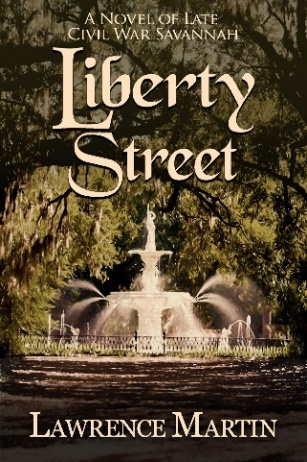 A Novel of Late
Civil War Savannah
Liberty
Street
Lawrence Martin